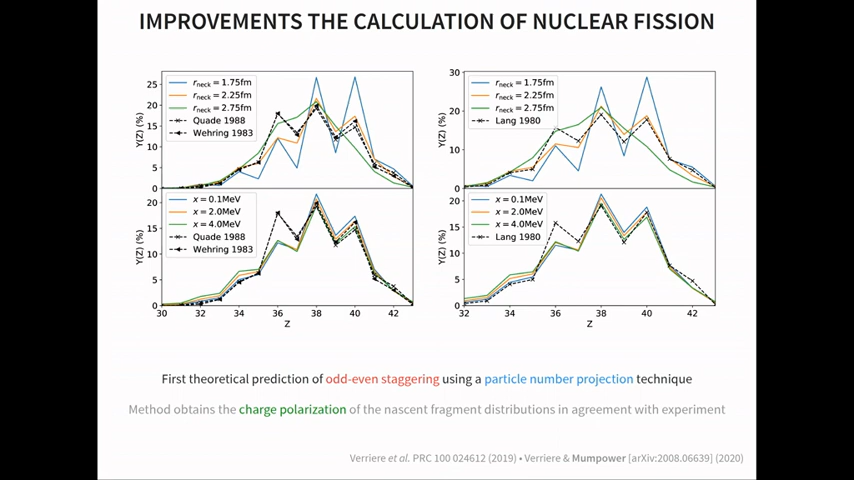 IMPROVEMENTS THE CALCULATION OF NUCLEAR FISSION
r_neck = 1.75fm
r_neck = 2.25fm
r_neck = 2.75fm
Quade 1988
Wehring 1983
Y(Z) (%)
25
20
15
10
5
0
r_neck = 1.75fm
r_neck = 2.25fm
r_neck = 2.75fm
Lang 1980
Y(Z) (%)
30
20
10
0
x = 0.1MeV
x = 2.0MeV
x = 4.0MeV
Quade 1988
Wehring 1983
Y(Z) (%)
20
15
10
5
0
30 32 34 36 38 40 42
Z
x = 0.1MeV
x = 2.0MeV
x = 4.0MeV
Lang 1980
Y(Z) (%)
20
15
10
5
0
32 34 36 38 40 42
Z
First theoretical prediction of odd-even staggering using a particle number projection technique
Method obtains the charge polarization of the nascent fragment distributions in agreement with experiment
Verriere et al. PRC 100 024612 (2019) • Verriere & Mumpower [arXiv:2008.06639] (2020)